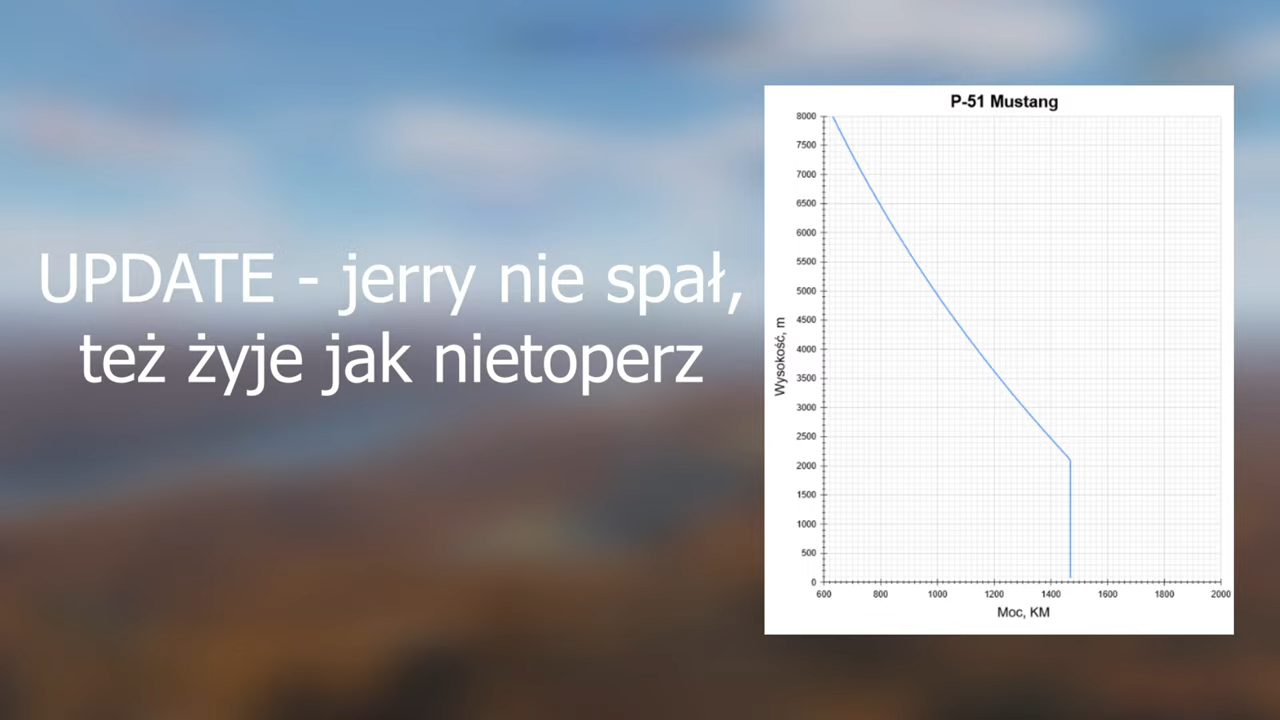 UPDATE - jerry nie spał,
też żyje jak nietoperz
P-51 Mustang
8000
7500
7000
6500
6000
5500
5000
4500
4000
3500
3000
2500
2000
1500
1000
500
0
Wysokość, m
600 800 1000 1200 1400 1600 1800 2000
Moc, KM